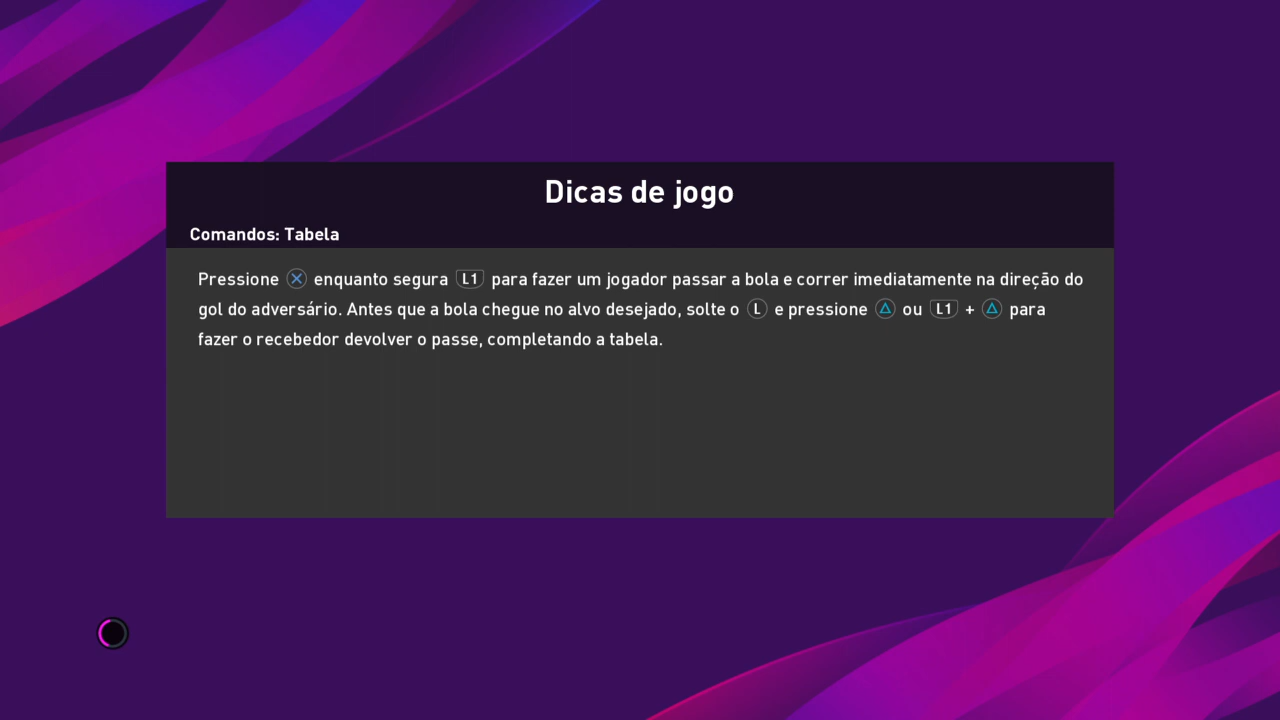 Dicas de jogo
Comandos: Tabela
Pressione ⓧ enquanto segura L1 para fazer um jogador passar a bola e correr imediatamente na direção do
gol do adversário. Antes que a bola chegue no alvo desejado, solte o L e pressione △ ou L1 + △ para
fazer o recebedor devolver o passe, completando a tabela.